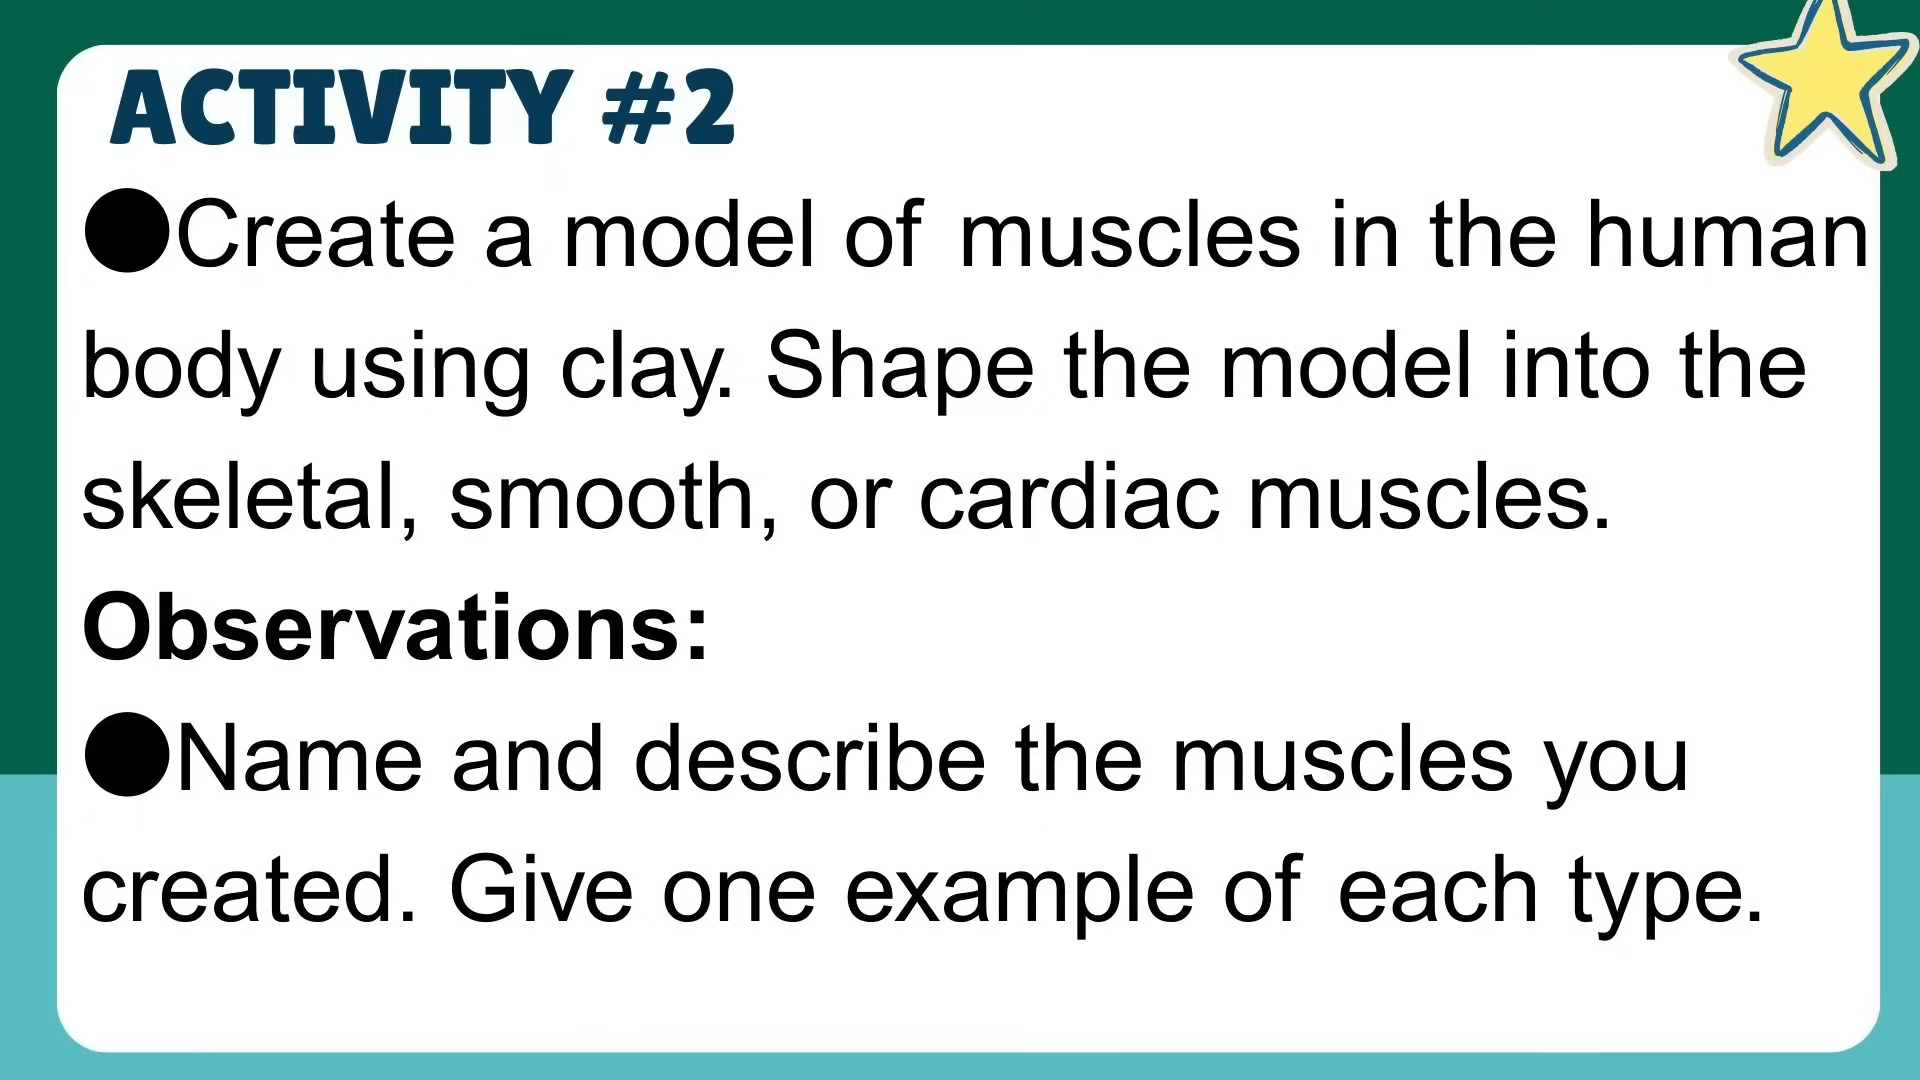 ACTIVITY #2
●Create a model of muscles in the human
body using clay. Shape the model into the
skeletal, smooth, or cardiac muscles.
Observations:
●Name and describe the muscles you
created. Give one example of each type.